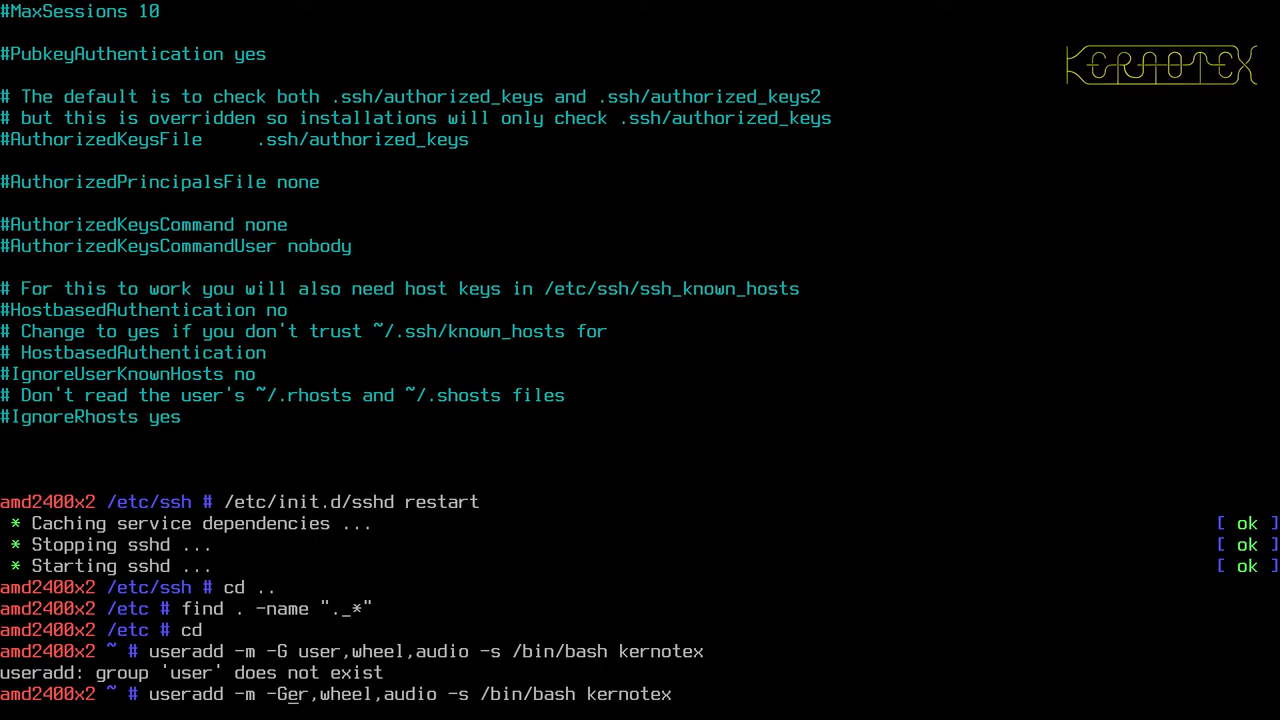 #MaxSessions 10
KERNOTEX
#PubkeyAuthentication yes
# The default is to check both .ssh/authorized_keys and .ssh/authorized_keys2
# but this is overridden so installations will only check .ssh/authorized_keys
#AuthorizedKeysFile     .ssh/authorized_keys
#AuthorizedPrincipalsFile none
#AuthorizedKeysCommand none
#AuthorizedKeysCommandUser nobody
# For this to work you will also need host keys in /etc/ssh/ssh_known_hosts
#HostbasedAuthentication no
# Change to yes if you don't trust ~/.ssh/known_hosts for
# HostbasedAuthentication
#IgnoreUserKnownHosts no
# Don't read the user's ~/.rhosts and ~/.shosts files
#IgnoreRhosts yes
amd2400x2 /etc/ssh # /etc/init.d/sshd restart
 * Caching service dependencies ... [ ok ]
 * Stopping sshd ... [ ok ]
 * Starting sshd ... [ ok ]
amd2400x2 /etc/ssh # cd ..
amd2400x2 /etc # find . -name "._*"
amd2400x2 /etc # cd
amd2400x2 ~ # useradd -m -G user,wheel,audio -s /bin/bash kernotex
useradd: group 'user' does not exist
amd2400x2 ~ # useradd -m -Ger,wheel,audio -s /bin/bash kernotex